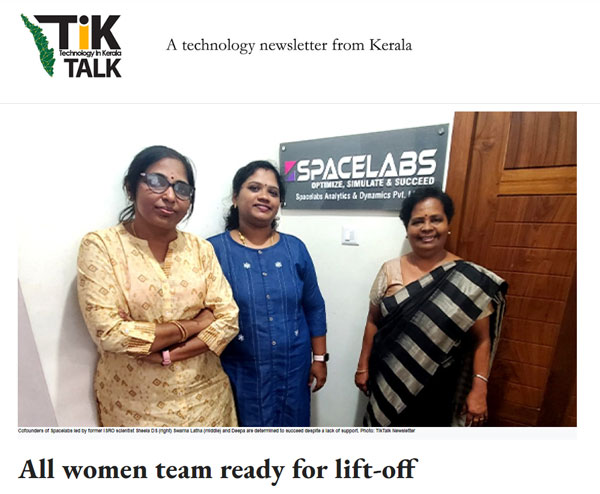 TiK
Technology In Kerala
TALK
A technology newsletter from Kerala
SPACELABS
OPTIMIZE, SIMULATE & SUCCEED
Spacelabs Analytics & Dynamics Pvt.
Cofounders of Spacelabs led by former ISRO scientist Sheela DS (right) Swarna Latha (middle) and Deepa are determined to succeed despite a lack of support. Photo: TikTalk Newsletter
All women team ready for lift-off